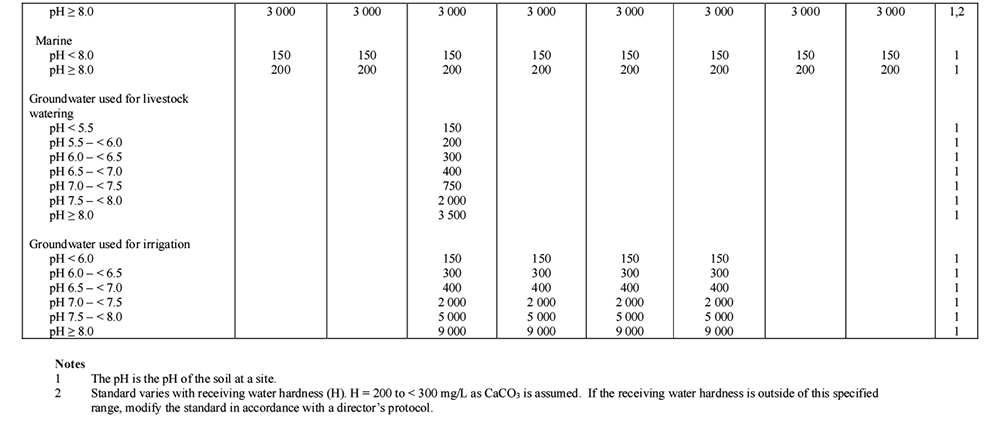 pH ≥ 8.0 3 000 3 000 3 000 3 000 3 000 3 000 3 000 3 000 1,2
Marine
pH < 8.0 150 150 150 150 150 150 150 150 1
pH ≥ 8.0 200 200 200 200 200 200 200 200 1
Groundwater used for livestock
watering
pH < 5.5 150 1
pH 5.5 – < 6.0 200 1
pH 6.0 – < 6.5 300 1
pH 6.5 – < 7.0 400 1
pH 7.0 – < 7.5 750 1
pH 7.5 – < 8.0 2 000 1
pH ≥ 8.0 3 500 1
Groundwater used for irrigation
pH < 6.0 150 150 150 150 1
pH 6.0 – < 6.5 300 300 300 300 1
pH 6.5 – < 7.0 400 400 400 400 1
pH 7.0 – < 7.5 2 000 2 000 2 000 2 000 1
pH 7.5 – < 8.0 5 000 5 000 5 000 5 000 1
pH ≥ 8.0 9 000 9 000 9 000 9 000 1
Notes
1 The pH is the pH of the soil at a site.
2 Standard varies with receiving water hardness (H). H = 200 to < 300 mg/L as CaCO₃ is assumed. If the receiving water hardness is outside of this specified
range, modify the standard in accordance with a director's protocol.